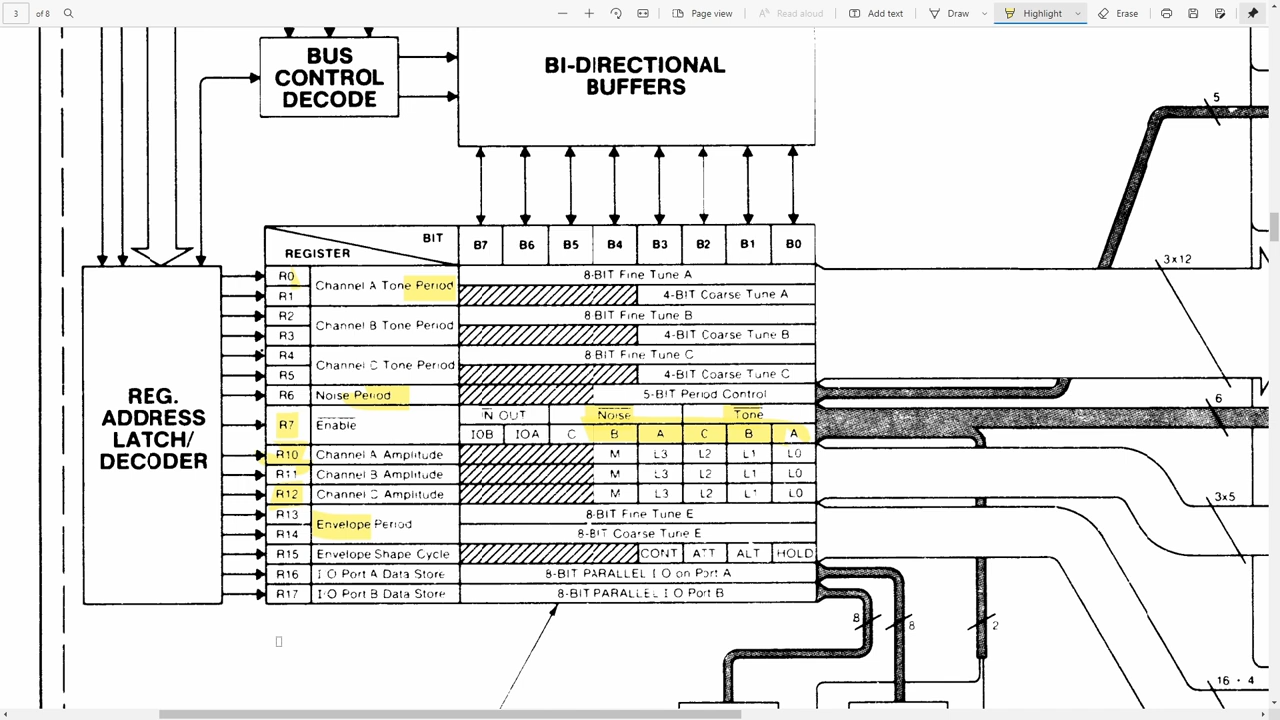 3 of 8 Page view Read aloud Add text Draw Highlight Erase
BUS
CONTROL
DECODE
BI-DIRECTIONAL
BUFFERS
5
BIT
REGISTER
B7 B6 B5 B4 B3 B2 B1 B0
3x12
R0 Channel A Tone Period 8-BIT Fine Tune A
R1 4-BIT Coarse Tune A
R2 Channel B Tone Period 8 BIT Fine Tune B
R3 4-BIT Coarse Tune B
R4 Channel C Tone Period 8 BIT Fine Tune C
R5 4-BIT Coarse Tune C
R6 Noise Period 5-BIT Period Control
6
R7 Enable IN OUT Noise Tone
IOB IOA C B A C B A
R10 Channel A Amplitude M L3 L2 L1 L0
R11 Channel B Amplitude M L3 L2 L1 L0
R12 Channel C Amplitude M L3 L2 L1 L0
3x5
R13 Envelope Period 8-BIT Fine Tune E
R14 8-BIT Coarse Tune E
R15 Envelope Shape Cycle CONT ATT ALT HOLD
R16 I O Port A Data Store 8-BIT PARALLEL I O on Port A
R17 I O Port B Data Store 8-BIT PARALLEL I O Port B
REG.
ADDRESS
LATCH/
DECODER
8 8 2
16 · 4